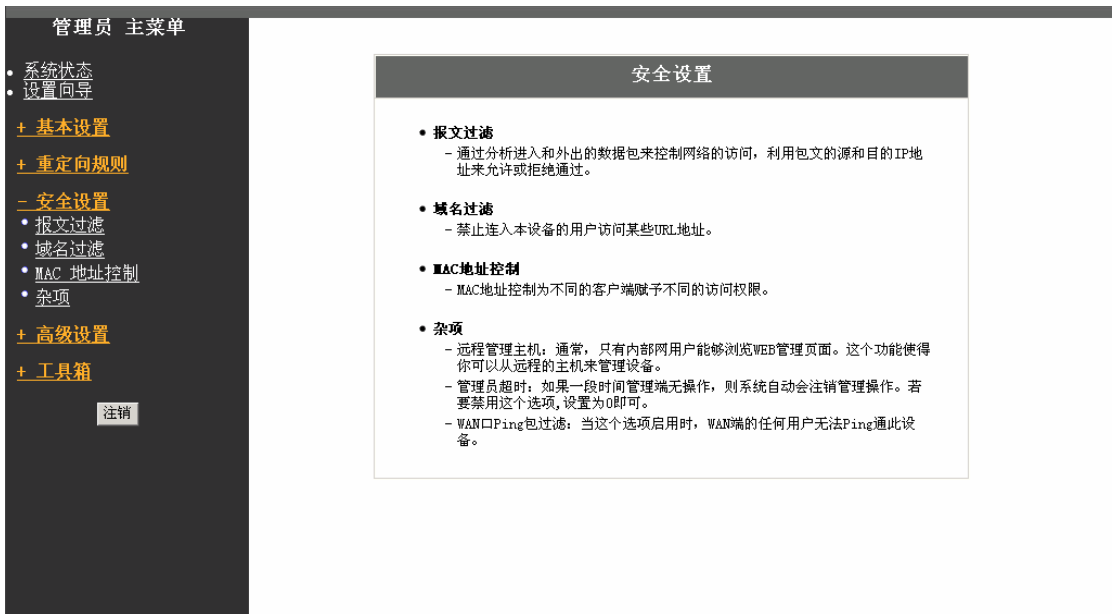 管理员 主菜单
系统状态
设置向导
+ 基本设置
+ 重定向规则
- 安全设置
报文过滤
域名过滤
MAC 地址控制
杂项
+ 高级设置
+ 工具箱
注销
安全设置
• 报文过滤
- 通过分析进入和外出的数据包来控制网络的访问，利用包文的源和目的IP地
址来允许或拒绝通过。
• 域名过滤
- 禁止连入本设备的用户访问某些URL地址。
• MAC地址控制
- MAC地址控制为不同的客户端赋予不同的访问权限。
• 杂项
- 远程管理主机：通常，只有内部网用户能够浏览WEB管理页面。这个功能使得
你可以从远程的主机来管理设备。
- 管理员超时：如果一段时间管理端无操作，则系统自动会注销管理操作。若
要禁用这个选项,设置为0即可。
- WAN口Ping包过滤：当这个选项启用时，WAN端的任何用户无法Ping通此设
备。